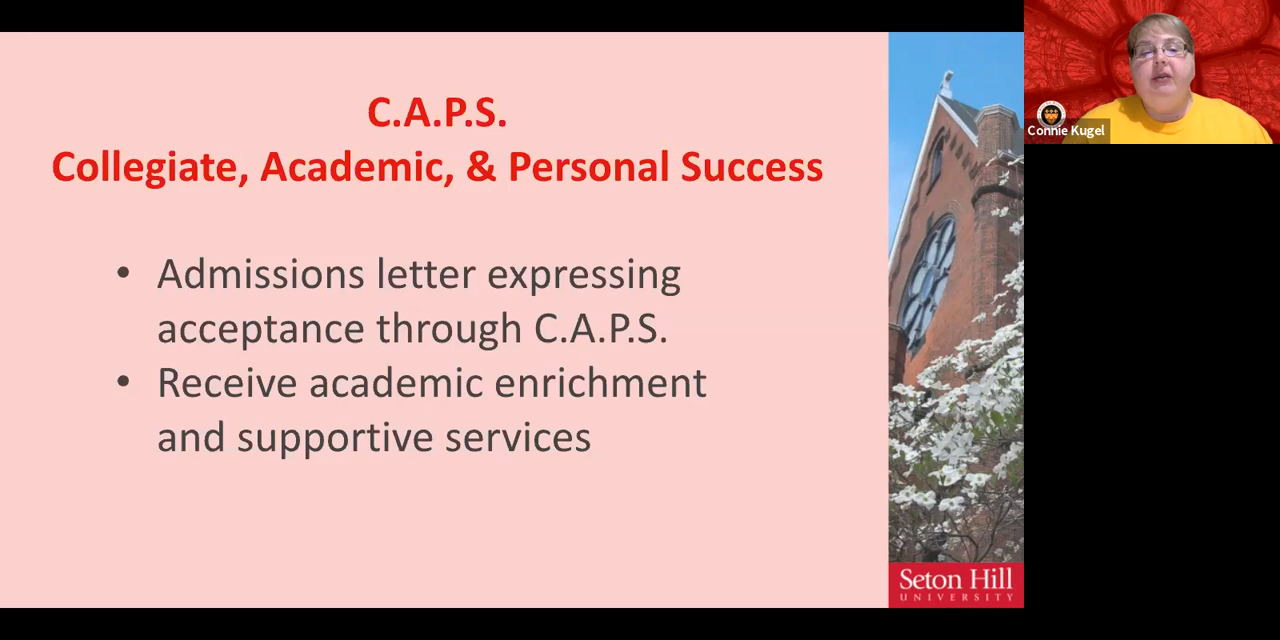 C.A.P.S.
Collegiate, Academic, & Personal Success
• Admissions letter expressing
acceptance through C.A.P.S.
• Receive academic enrichment
and supportive services
Seton Hill
UNIVERSITY
Connie Kugel